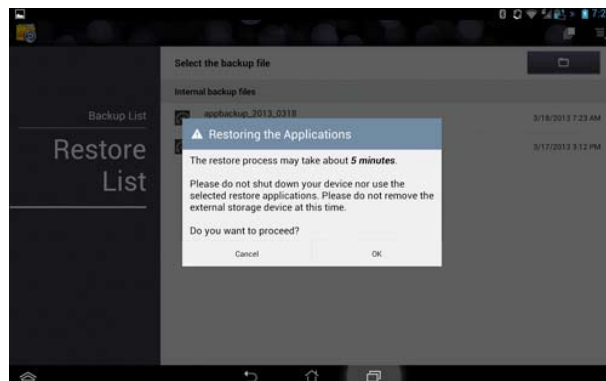 7:2
Select the backup file
Internal backup files
Backup List
appbackup_2013_0318
3/18/2013 7:23 AM
Restore
List
3/17/2013 3:12 PM
Restoring the Applications
The restore process may take about 5 minutes.
Please do not shut down your device nor use the
selected restore applications. Please do not remove the
external storage device at this time.
Do you want to proceed?
Cancel
OK